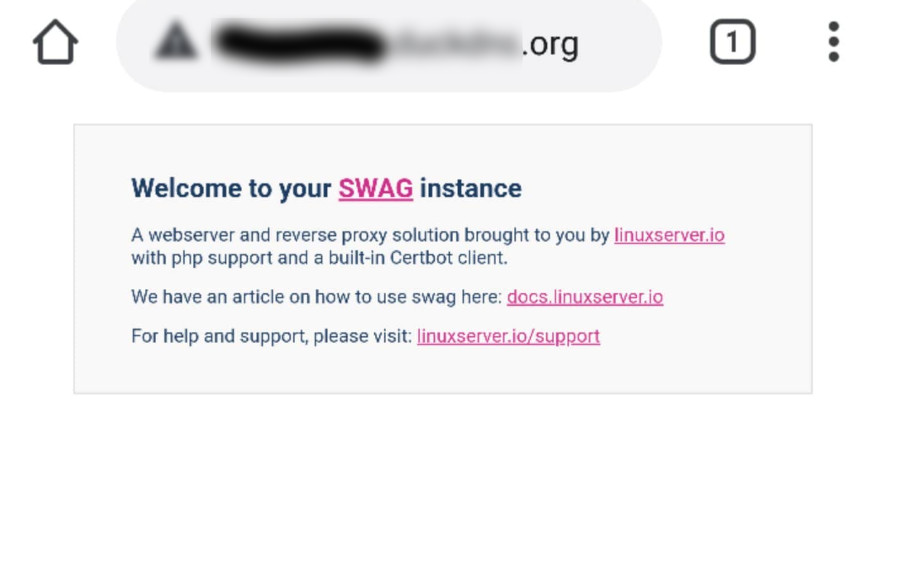 .org
1
Welcome to your SWAG instance
A webserver and reverse proxy solution brought to you by linuxserver.io
with php support and a built-in Certbot client.
We have an article on how to use swag here: docs.linuxserver.io
For help and support, please visit: linuxserver.io/support